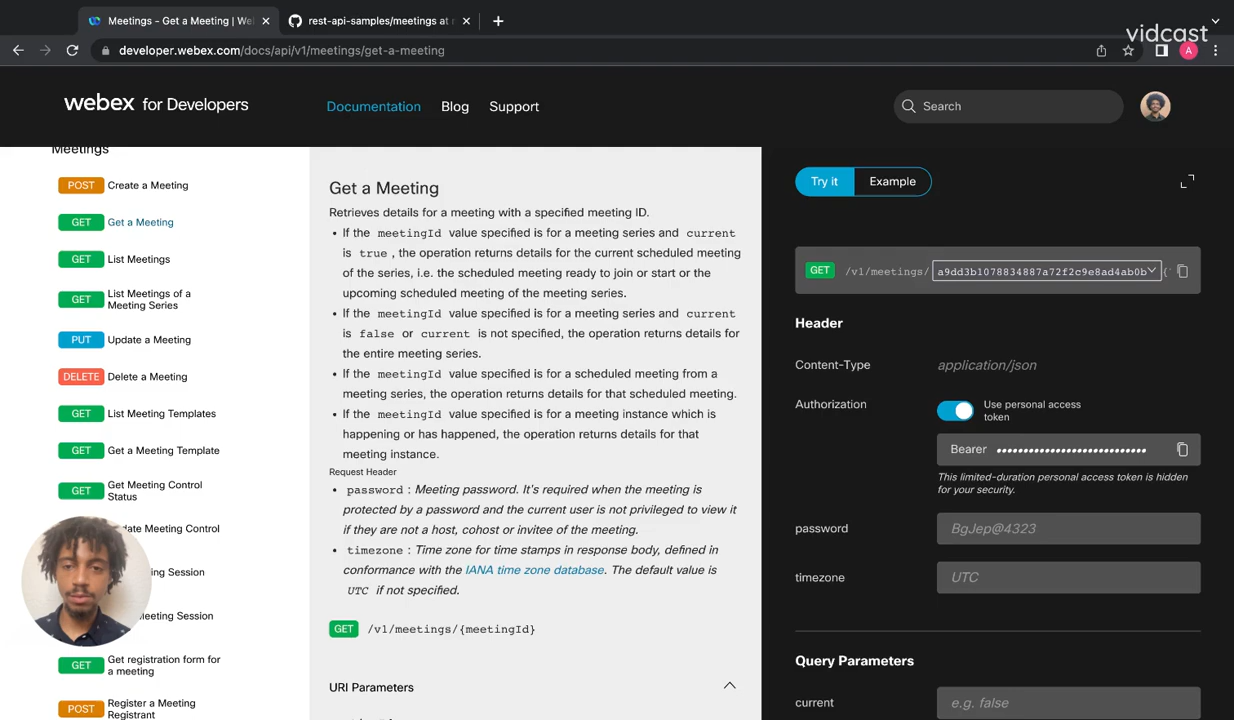 Meetings - Get a Meeting | We
rest-api-samples/meetings at
vidcast
developer.webex.com/docs/api/v1/meetings/get-a-meeting
A
webex for Developers
Documentation
Blog
Support
Search
Meetings
POST Create a Meeting
GET Get a Meeting
GET List Meetings
GET List Meetings of a
Meeting Series
PUT Update a Meeting
DELETE Delete a Meeting
GET List Meeting Templates
GET Get a Meeting Template
GET Get Meeting Control
Status
date Meeting Control
ing Session
Meeting Session
GET Get registration form for
a meeting
POST Register a Meeting
Registrant
Get a Meeting
Retrieves details for a meeting with a specified meeting ID.
• If the meetingId value specified is for a meeting series and current
is true , the operation returns details for the current scheduled meeting
of the series, i.e. the scheduled meeting ready to join or start or the
upcoming scheduled meeting of the meeting series.
• If the meetingId value specified is for a meeting series and current
is false or current is not specified, the operation returns details for
the entire meeting series.
• If the meetingId value specified is for a scheduled meeting from a
meeting series, the operation returns details for that scheduled meeting.
• If the meetingId value specified is for a meeting instance which is
happening or has happened, the operation returns details for that
meeting instance.
Request Header
• password : Meeting password. It's required when the meeting is
protected by a password and the current user is not privileged to view it
if they are not a host, cohost or invitee of the meeting.
• timezone : Time zone for time stamps in response body, defined in
conformance with the IANA time zone database. The default value is
UTC if not specified.
GET /v1/meetings/{meetingId}
URI Parameters
Try it
Example
GET /v1/meetings/ a9dd3b1078834887a72f2c9e8ad4ab0b
Header
Content-Type application/json
Authorization
Use personal access
token
Bearer ••••••••••••••••••••••••••••
This limited-duration personal access token is hidden
for your security.
password BgJep@4323
timezone UTC
Query Parameters
current e.g. false